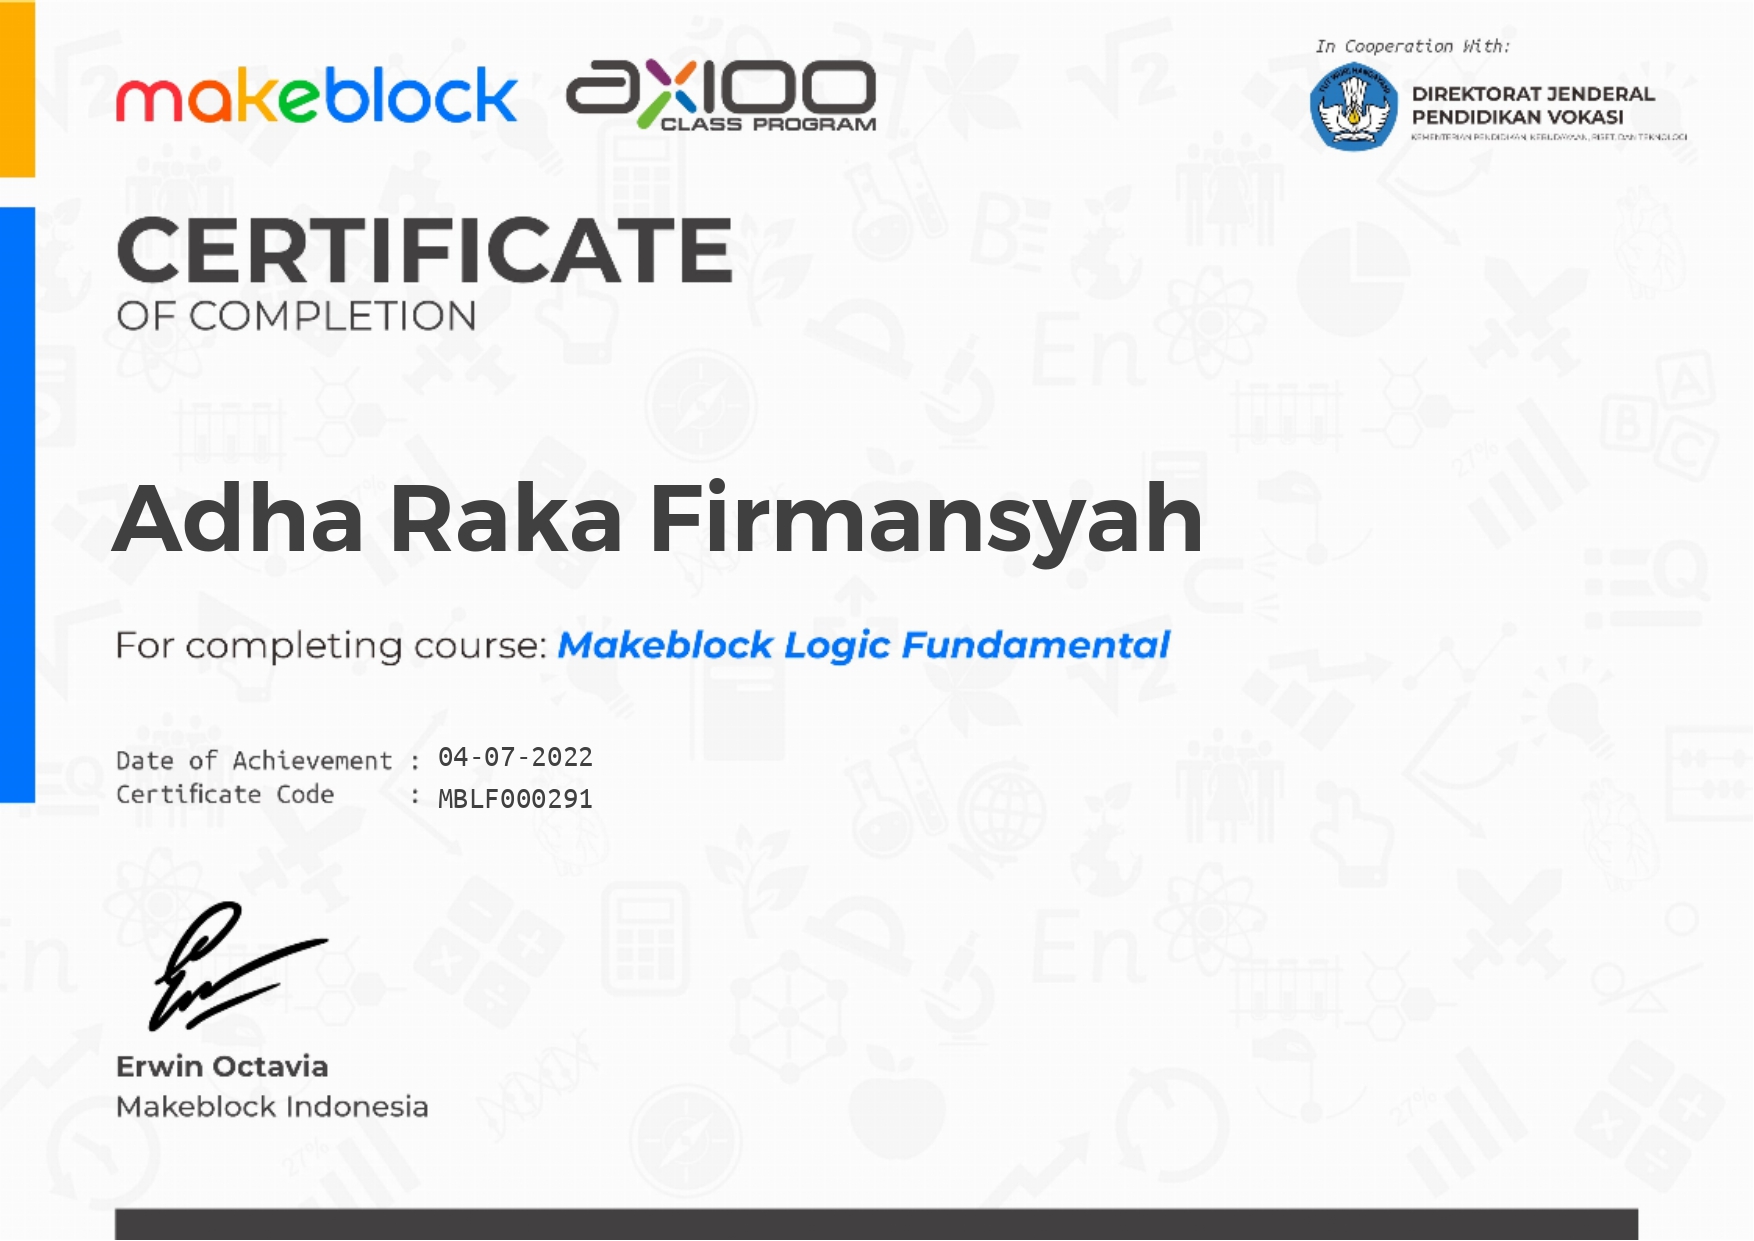 makeblock
axioo
CLASS PROGRAM
In Cooperation With:
DIREKTORAT JENDERAL
PENDIDIKAN VOKASI
KEMENTERIAN PENDIDIKAN, KEBUDAYAAN, RISET, DAN TEKNOLOGI
CERTIFICATE
OF COMPLETION
Adha Raka Firmansyah
For completing course: Makeblock Logic Fundamental
Date of Achievement : 04-07-2022
Certificate Code : MBLF000291
Erwin Octavia
Makeblock Indonesia